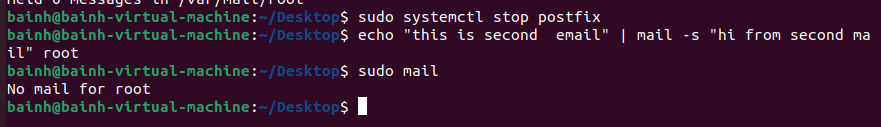 Held 0 messages in /var/mail/root
bainh@bainh-virtual-machine:~/Desktop$ sudo systemctl stop postfix
bainh@bainh-virtual-machine:~/Desktop$ echo "this is second  email" | mail -s "hi from second ma
il" root
bainh@bainh-virtual-machine:~/Desktop$ sudo mail
No mail for root
bainh@bainh-virtual-machine:~/Desktop$